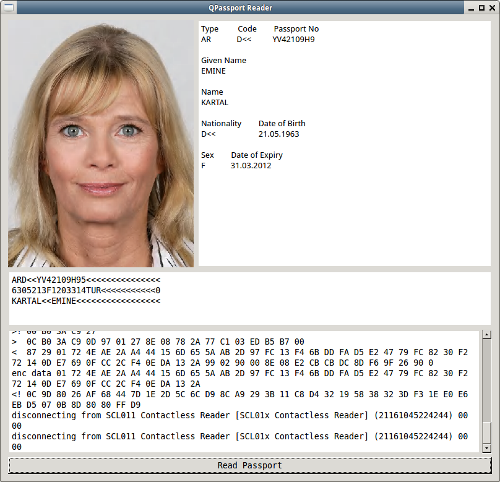 QPassport Reader
Type Code Passport No
AR D<< YV42109H9
Given Name
EMINE
Name
KARTAL
Nationality Date of Birth
D<< 21.05.1963
Sex Date of Expiry
F 31.03.2012
ARD<<YV42109H95<<<<<<<<<<<<<<<
6305213F1203314TUR<<<<<<<<<<<0
KARTAL<<EMINE<<<<<<<<<<<<<<<<<
> 0C B0 3A C9 0D 97 01 27 8E 08 78 2A 77 C1 03 ED B5 B7 00
< 87 29 01 72 4E AE 2A A4 44 15 6D 65 5A AB 2D 97 FC 13 F4 6B DD FA D5 E2 47 79 FC 82 30 F2
72 14 0D E7 69 0F CC 2C F4 0E DA 13 2A 99 02 90 00 8E 08 E2 CB CB DC 8D F6 9F 26 90 0
enc data 01 72 4E AE 2A A4 44 15 6D 65 5A AB 2D 97 FC 13 F4 6B DD FA D5 E2 47 79 FC 82 30 F2
72 14 0D E7 69 0F CC 2C F4 0E DA 13 2A
<! 0C 9D 80 26 AF 68 44 7D 1E 2D 5C 6C D9 8C A9 29 3B 11 C8 D4 32 19 58 38 32 3D F3 1E E0 E6
EB D5 07 0B 8D 80 80 FF D9
disconnecting from SCL011 Contactless Reader [SCL01x Contactless Reader] (21161045224244) 00
00
disconnecting from SCL011 Contactless Reader [SCL01x Contactless Reader] (21161045224244) 00
00
Read Passport